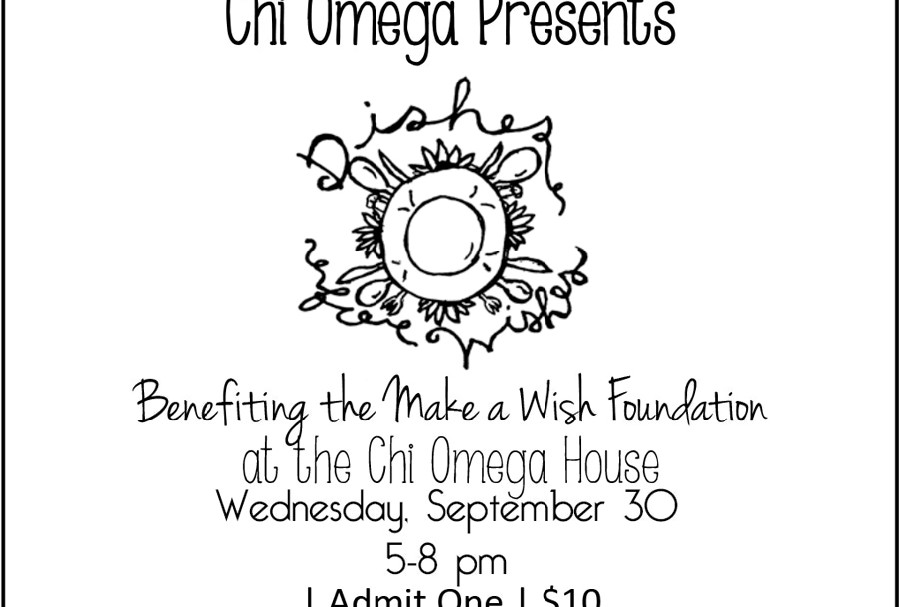 Chi Omega Presents
Dishes
for
Wishes
Benefiting the Make a Wish Foundation
at the Chi Omega House
Wednesday, September 30
5-8 pm
| Admit One | $10